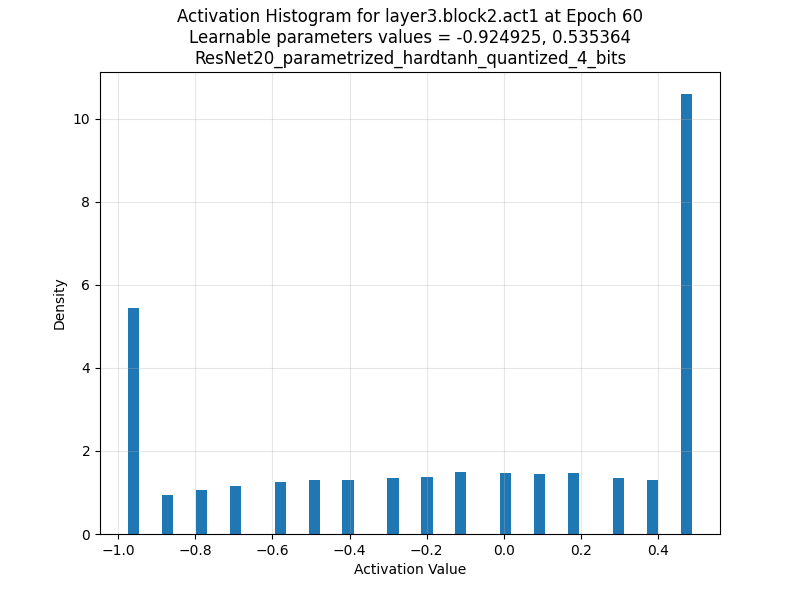 Activation Histogram for layer3.block2.act1 at Epoch 60
Learnable parameters values = -0.924925, 0.535364
ResNet20_parametrized_hardtanh_quantized_4_bits
10
8
6
4
2
0
Density
−1.0 −0.8 −0.6 −0.4 −0.2 0.0 0.2 0.4
Activation Value